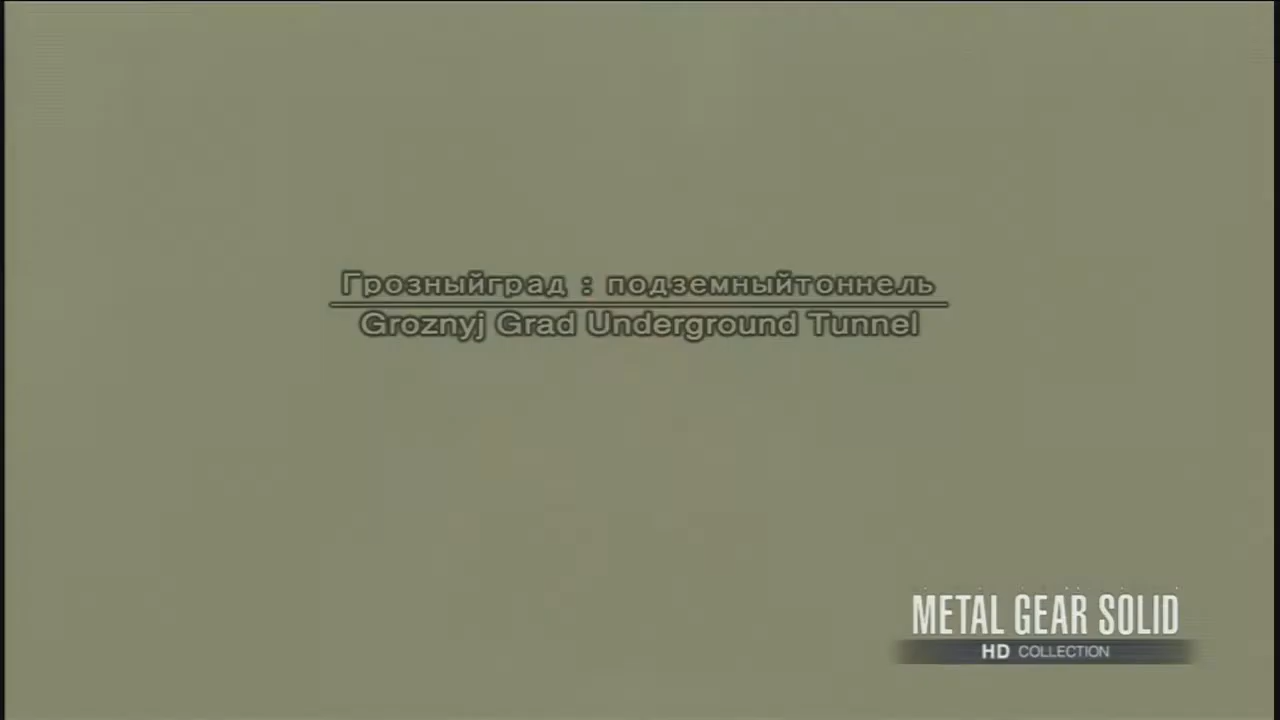 Грозныйград : подземныйтоннель
Groznyj Grad Underground Tunnel
METAL GEAR SOLID
HD COLLECTION